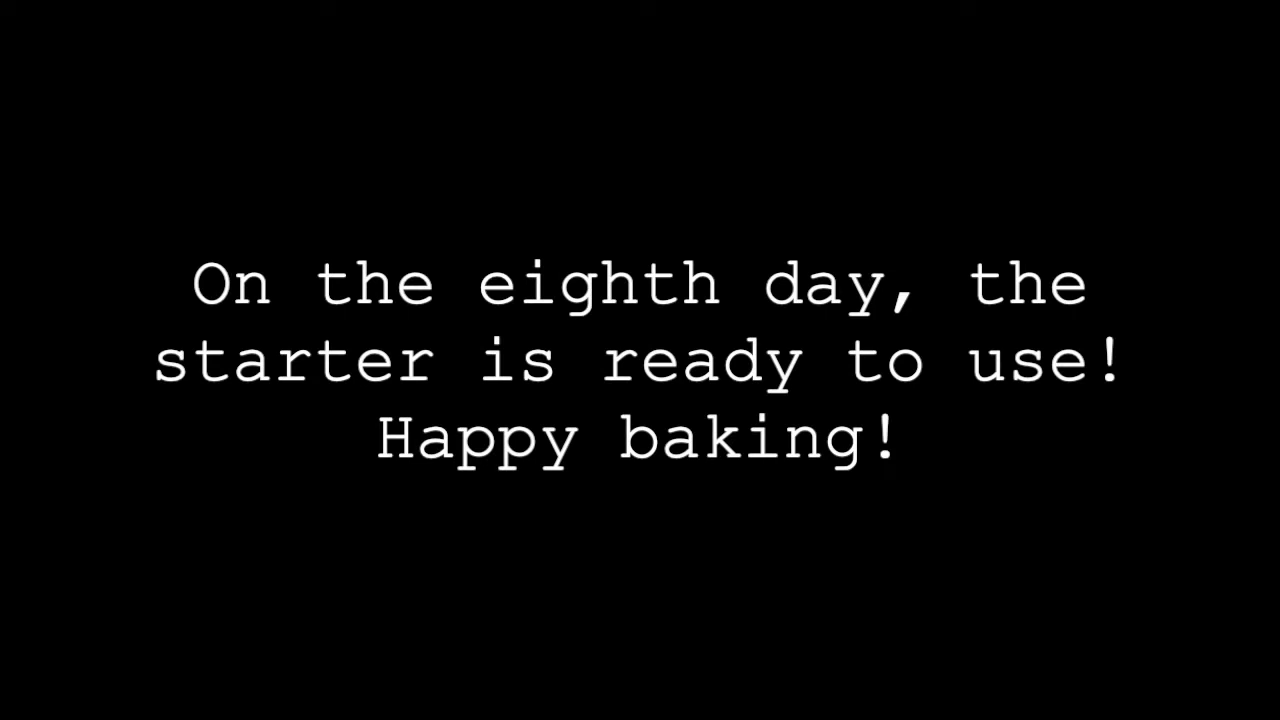 On the eighth day, the
starter is ready to use!
Happy baking!